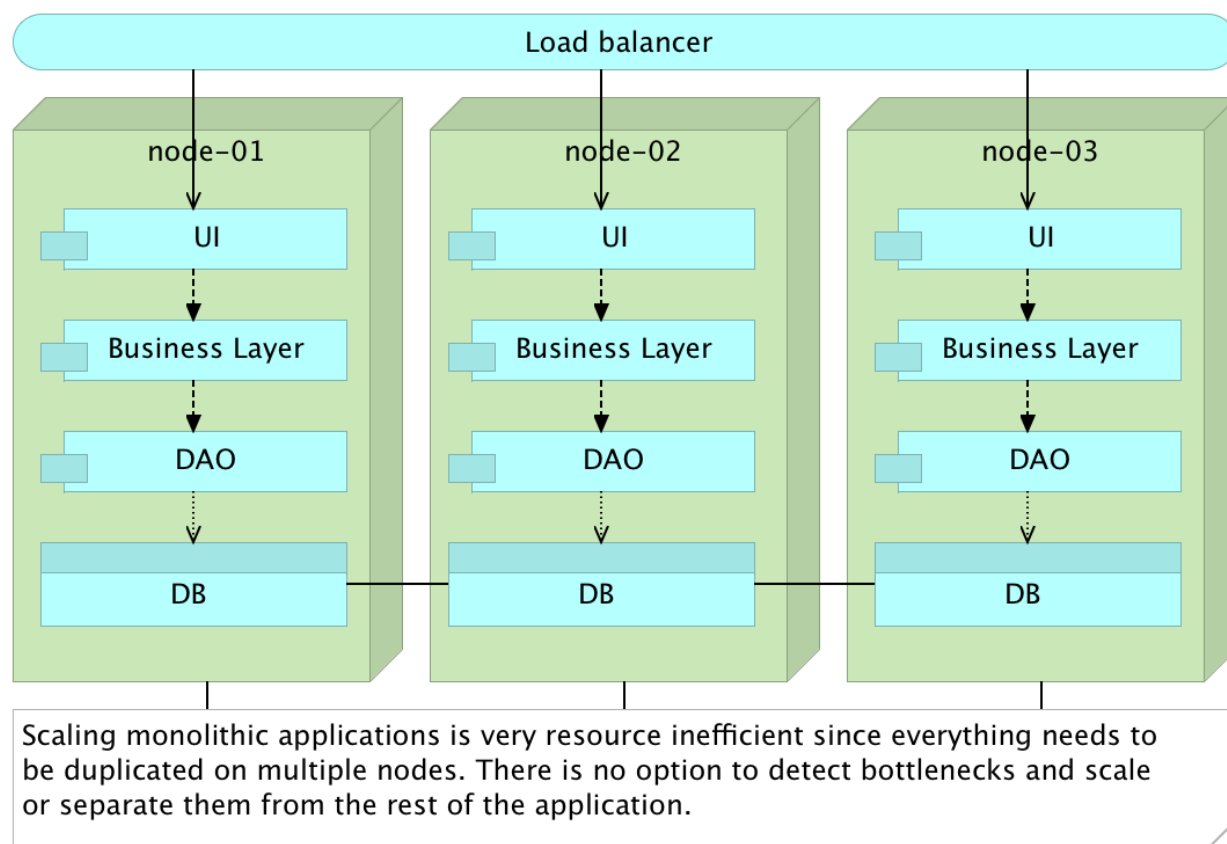 Load balancer
node-01
node-02
node-03
UI
UI
UI
Business Layer
Business Layer
Business Layer
DAO
DAO
DAO
DB
DB
DB
Scaling monolithic applications is very resource inefficient since everything needs to
be duplicated on multiple nodes. There is no option to detect bottlenecks and scale
or separate them from the rest of the application.